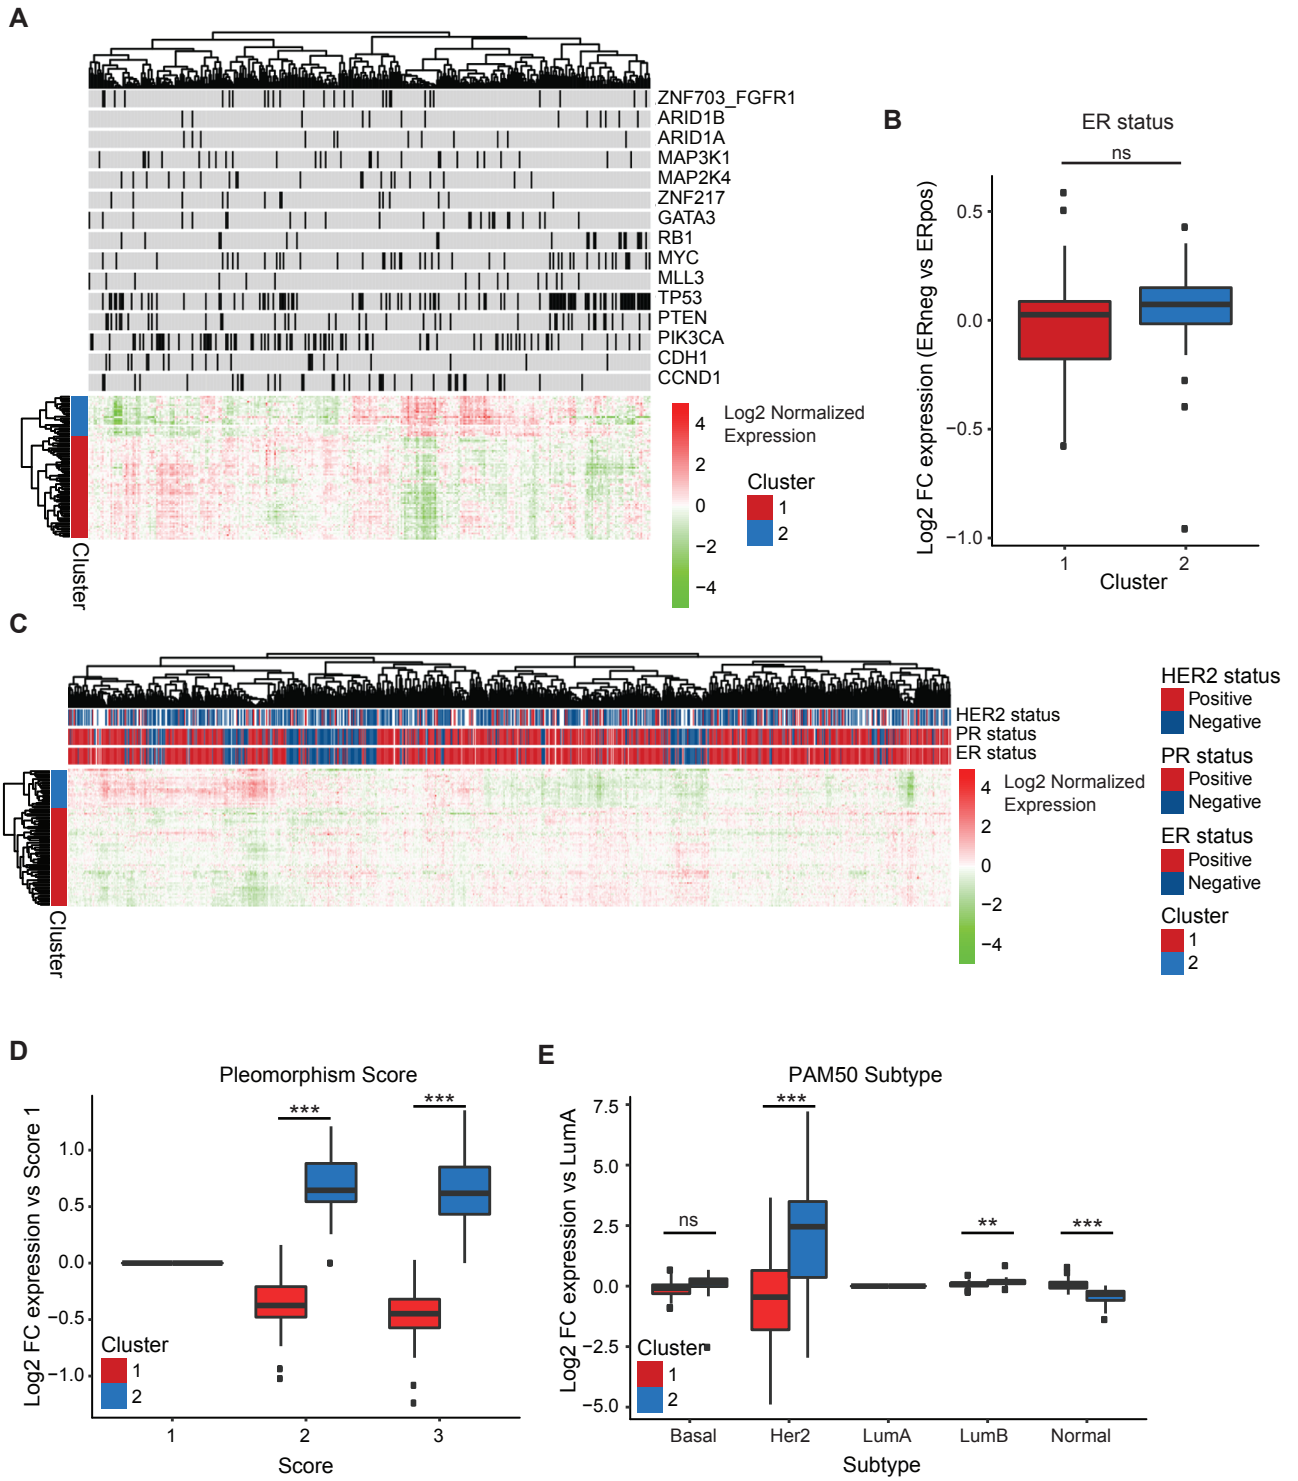 A
ZNF703_FGFR1
ARID1B
ARID1A
MAP3K1
MAP2K4
ZNF217
GATA3
RB1
MYC
MLL3
TP53
PTEN
PIK3CA
CDH1
CCND1
Cluster
4
2
0
−2
−4
Log2 Normalized
Expression
Cluster
1
2
B
ER status
ns
Log2 FC expression (ERneg vs ERpos)
0.5
0.0
−0.5
−1.0
1
2
Cluster
C
HER2 status
PR status
ER status
Cluster
4
2
0
−2
−4
Log2 Normalized
Expression
HER2 status
Positive
Negative
PR status
Positive
Negative
ER status
Positive
Negative
Cluster
1
2
D
Pleomorphism Score
***
***
Log2 FC expression vs Score 1
1.0
0.5
0.0
−0.5
−1.0
Cluster
1
2
1
2
3
Score
E
PAM50 Subtype
ns
***
**
***
Log2 FC expression vs LumA
7.5
5.0
2.5
0.0
−2.5
−5.0
Cluster
1
2
Basal
Her2
LumA
LumB
Normal
Subtype